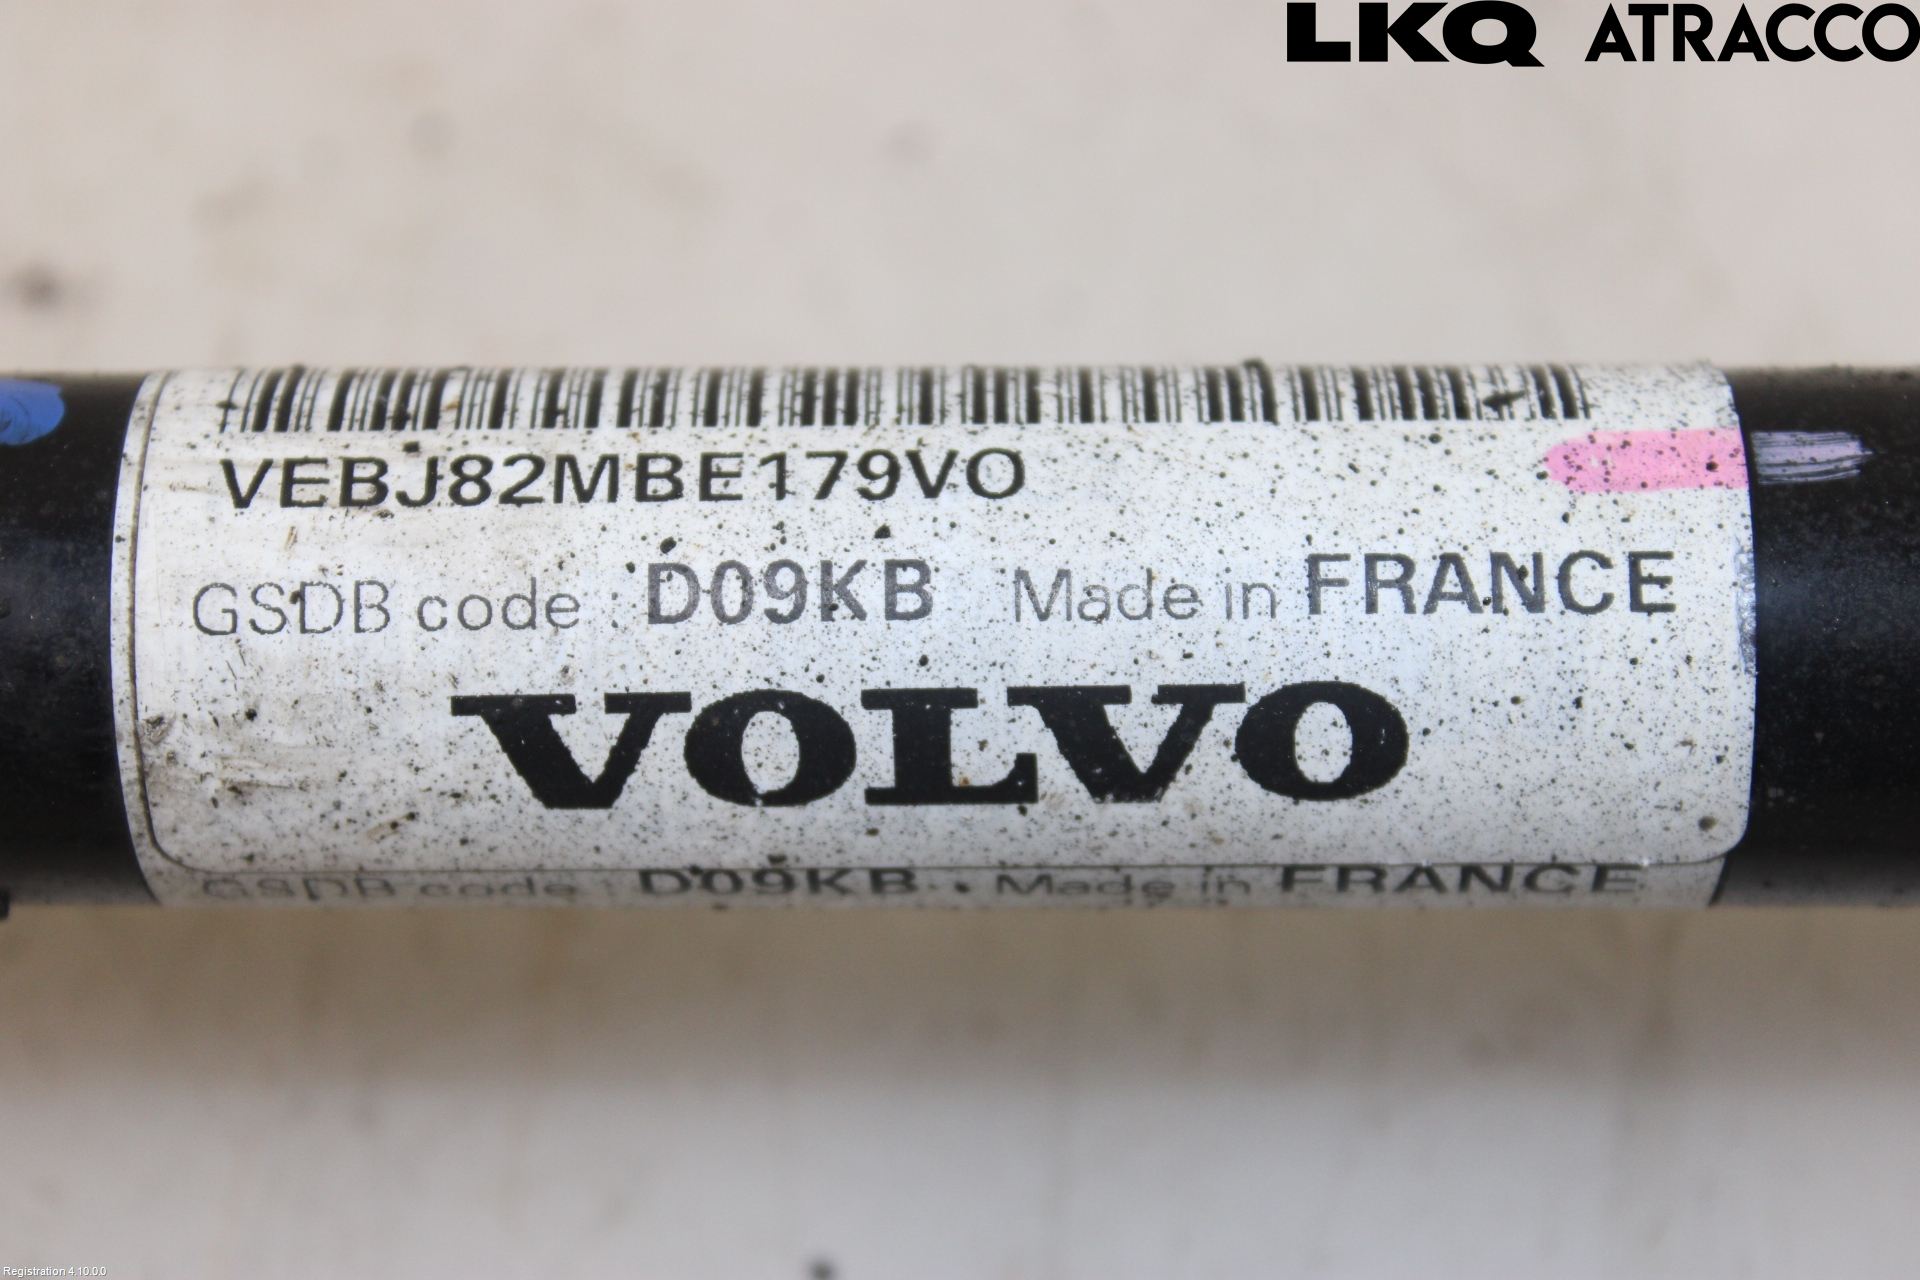 LKQ ATRACCO
VEBJ82MBE179VO
GSDB code : D09KB Made in FRANCE
VOLVO
GSDB code : D09KB Made in FRANCE
Registration 4.10.0.0